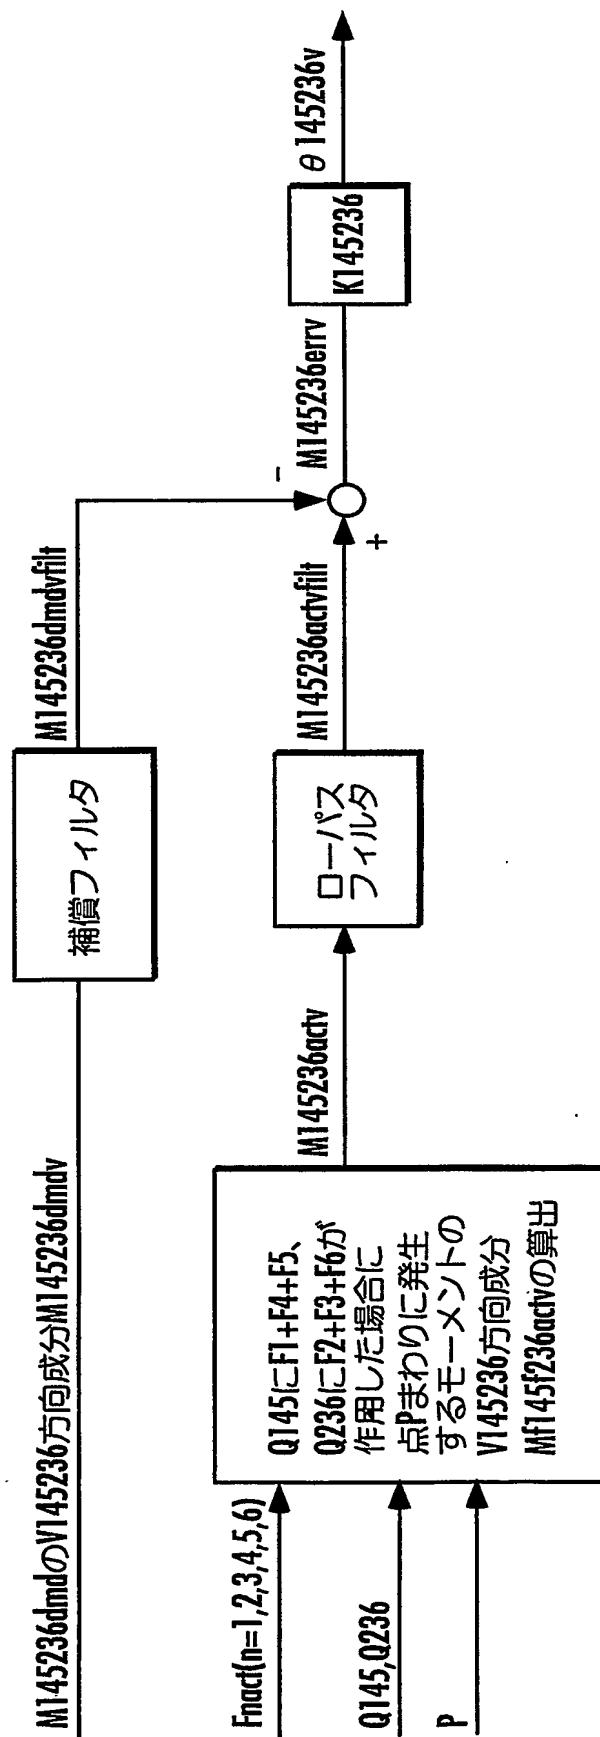 M145236dmdのV145236方向成分M145236dmdv
補償フィルタ
M145236dmdvfilt
Fnact(n=1,2,3,4,5,6)
Q145,Q236
P
Q145にF1+F4+F5、
Q236にF2+F3+F6が
作用した場合に
点Pまわりに発生
するモーメントの
V145236方向成分
Mf145f236actvの算出
M145236actv
ローパス
フィルタ
M145236actvfilt
+
-
M145236errv
K145236
θ145236v